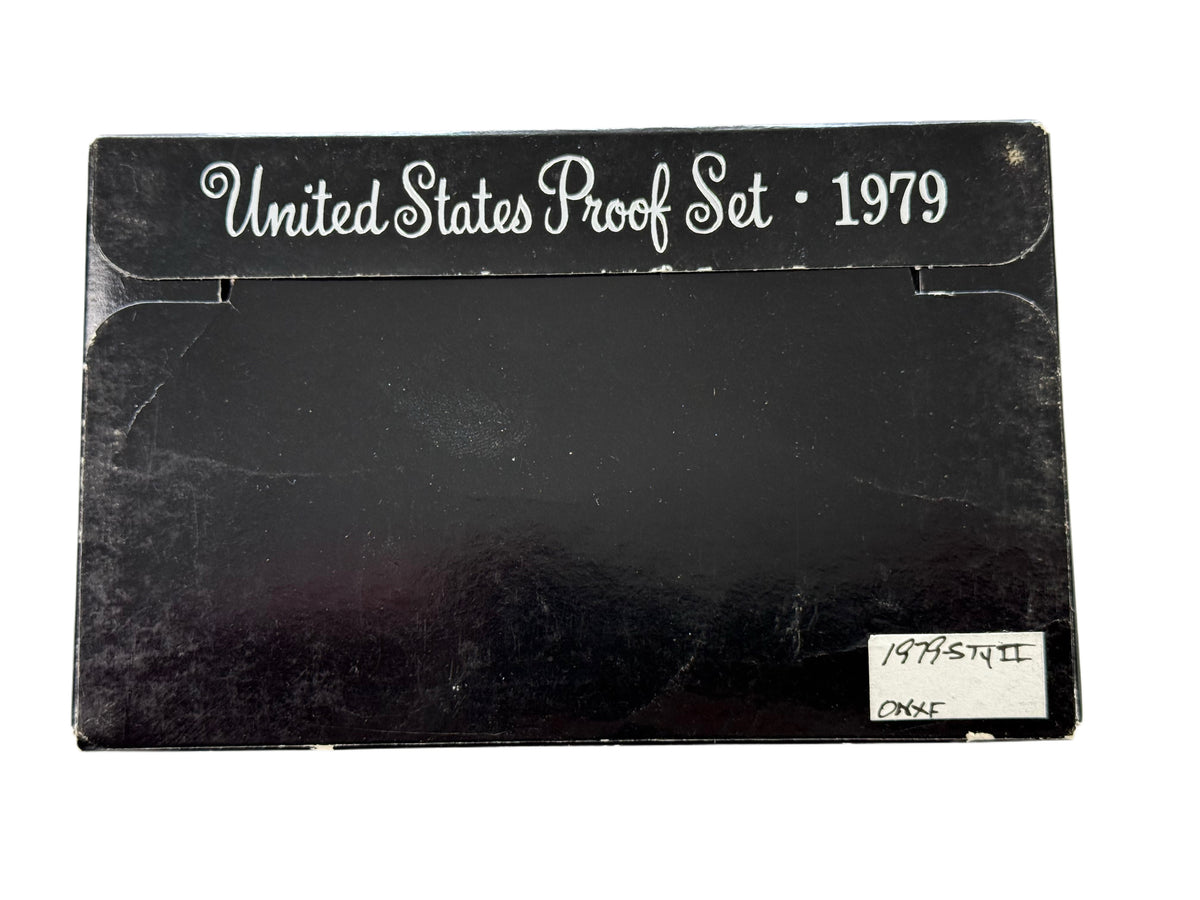 United States Proof Set · 1979
1979-S Ty II
ONXF